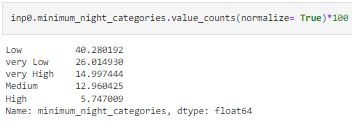 inp0.minimum_night_categories.value_counts(normalize= True)*100
Low 40.280192
very Low 26.014930
very High 14.997444
Medium 12.960425
High 5.747009
Name: minimum_night_categories, dtype: float64